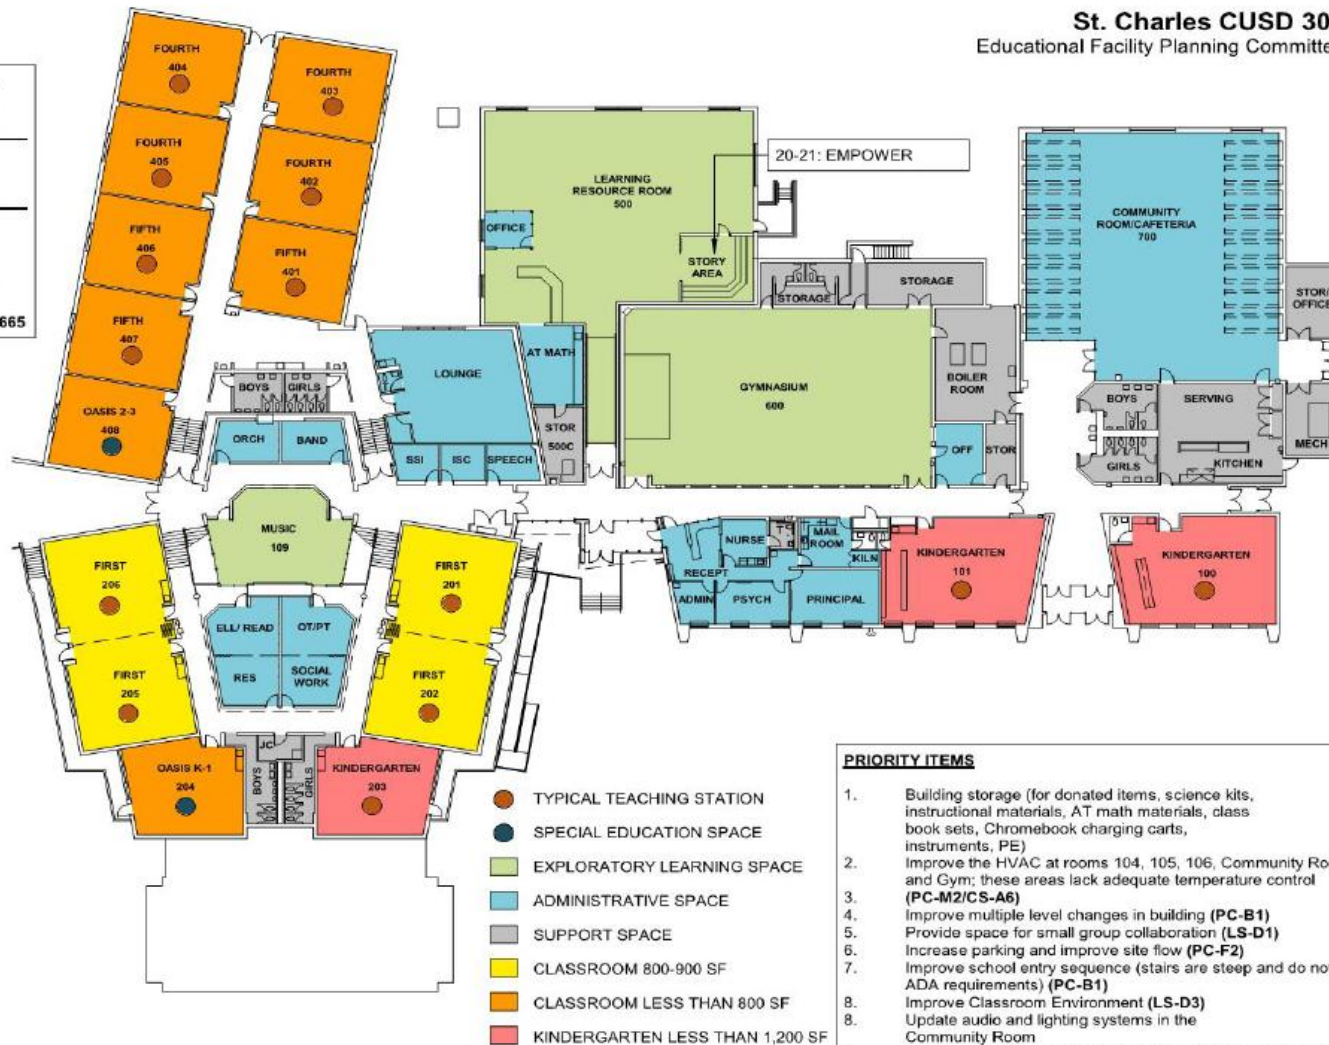 St. Charles CUSD 30
Educational Facility Planning Committe
665
FOURTH
404
FOURTH
403
FOURTH
405
FOURTH
402
FIFTH
406
FIFTH
401
FIFTH
407
OASIS 2-3
408
BOYS
GIRLS
ORCH
BAND
LOUNGE
SSI
ISC
SPEECH
AT MATH
STOR
500C
LEARNING
RESOURCE ROOM
500
OFFICE
STORY
AREA
20-21: EMPOWER
STORAGE
STORAGE
GYMNASIUM
600
BOILER
ROOM
OFF
STOR
COMMUNITY
ROOM/CAFETERIA
700
STOR/
OFFICE
BOYS
GIRLS
SERVING
KITCHEN
MECH
MUSIC
109
FIRST
206
FIRST
201
FIRST
205
FIRST
202
ELL/ READ
OT/PT
RES
SOCIAL
WORK
JC
BOYS
GIRLS
OASIS K-1
204
KINDERGARTEN
203
NURSE
T
MAIL
ROOM
KILN
RECEPT
ADMIN
PSYCH
PRINCIPAL
KINDERGARTEN
101
KINDERGARTEN
100
TYPICAL TEACHING STATION
SPECIAL EDUCATION SPACE
EXPLORATORY LEARNING SPACE
ADMINISTRATIVE SPACE
SUPPORT SPACE
CLASSROOM 800-900 SF
CLASSROOM LESS THAN 800 SF
KINDERGARTEN LESS THAN 1,200 SF
PRIORITY ITEMS
1. Building storage (for donated items, science kits,
instructional materials, AT math materials, class
book sets, Chromebook charging carts,
instruments, PE)
2. Improve the HVAC at rooms 104, 105, 106, Community Roo
and Gym; these areas lack adequate temperature control
3. (PC-M2/CS-A6)
4. Improve multiple level changes in building (PC-B1)
5. Provide space for small group collaboration (LS-D1)
6. Increase parking and improve site flow (PC-F2)
7. Improve school entry sequence (stairs are steep and do no
ADA requirements) (PC-B1)
8. Improve Classroom Environment (LS-D3)
8. Update audio and lighting systems in the
Community Room